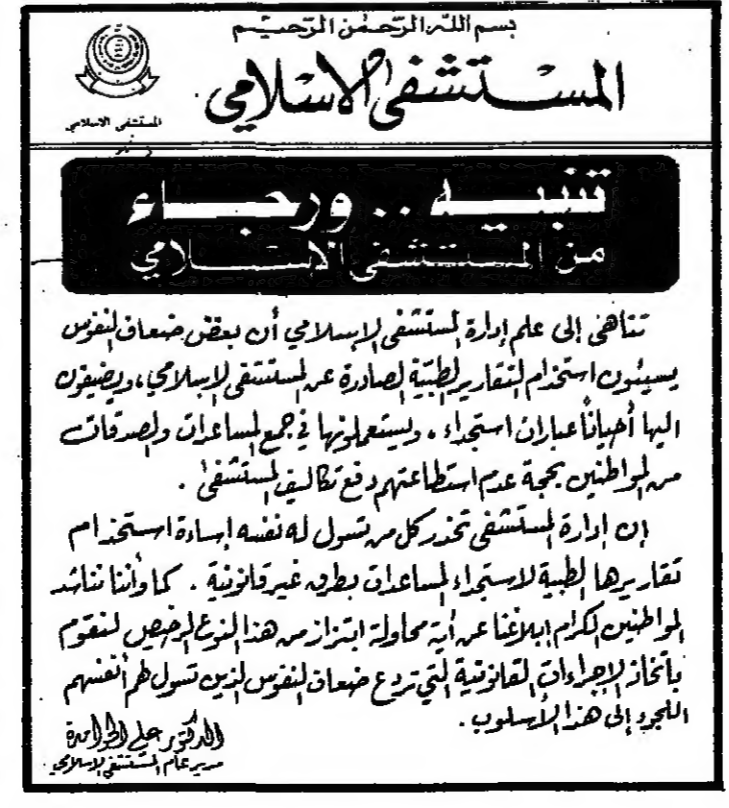 بسم الله الرحمن الرحيم
المستشفى الاسلامي
المستشفى الاسلامي
تنبيه .. ورجاء
من المستشفى الاسلامي
تناهى إلى علم إدارة المستشفى الإسلامي أن بعض ضعاف النفوس
يسيئون استخدام التقارير الطبية الصادرة عن المستشفى الإسلامي، ويضيفون
اليها أحياناً عبارات استجداء، ويستعملونها في جمع المساعدات والصدقات
من المواطنين بحجة عدم استطاعتهم دفع تكاليف المستشفى.
إن إدارة المستشفى تحذر كل من تسول له نفسه إساءة استخدام
تقاريرها الطبية لاستجداء المساعدات بطرق غير قانونية. كما وأننا نناشد
المواطنين الكرام إبلاغنا عن أية محاولة ابتزاز من هذا النوع الرخيص لنقوم
باتخاذ الإجراءات القانونية التي تردع ضعاف النفوس الذين تسول لهم أنفسهم
اللجوء إلى هذا الأسلوب.
الدكتور علي الحوامدة
مدير عام المستشفى الإسلامي